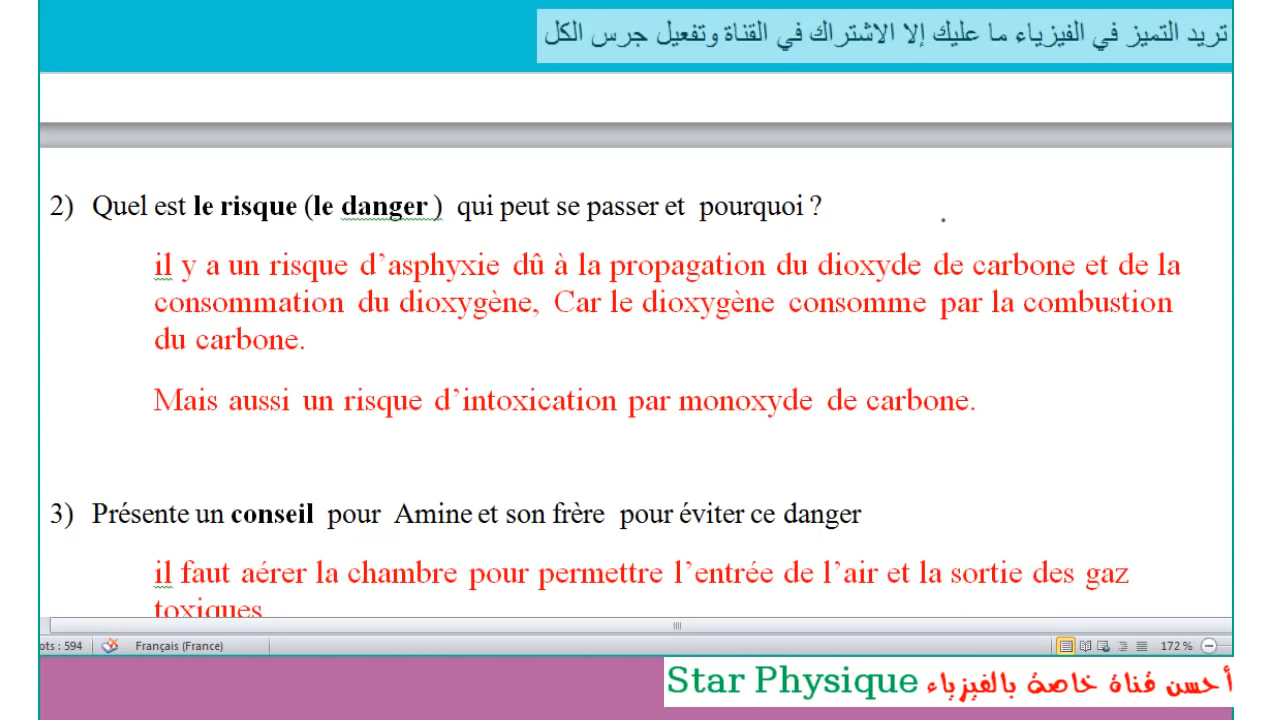 تريد التميز في الفيزياء ما عليك إلا الاشتراك في القناة وتفعيل جرس الكل
2) Quel est le risque (le danger ) qui peut se passer et pourquoi ?
il y a un risque d’asphyxie dû à la propagation du dioxyde de carbone et de la
consommation du dioxygène, Car le dioxygène consomme par la combustion
du carbone.
Mais aussi un risque d’intoxication par monoxyde de carbone.
3) Présente un conseil pour Amine et son frère pour éviter ce danger
il faut aérer la chambre pour permettre l’entrée de l’air et la sortie des gaz
toxiques
ots : 594 Français (France) 172 %
Star Physique أحسن قناة خاصة بالفيزياء